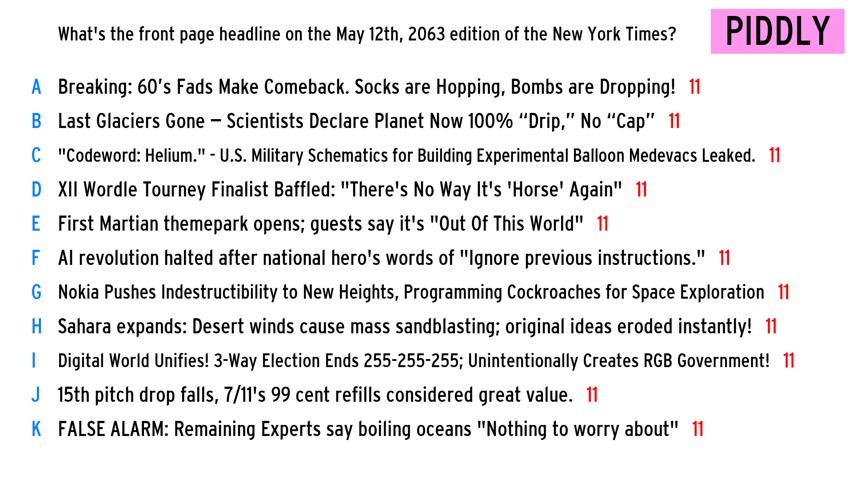 What's the front page headline on the May 12th, 2063 edition of the New York Times?
PIDDLY
A Breaking: 60’s Fads Make Comeback. Socks are Hopping, Bombs are Dropping! 11
B Last Glaciers Gone – Scientists Declare Planet Now 100% “Drip,” No “Cap” 11
C "Codeword: Helium." - U.S. Military Schematics for Building Experimental Balloon Medevacs Leaked. 11
D XII Wordle Tourney Finalist Baffled: "There's No Way It's 'Horse' Again" 11
E First Martian themepark opens; guests say it's "Out Of This World" 11
F AI revolution halted after national hero's words of "Ignore previous instructions." 11
G Nokia Pushes Indestructibility to New Heights, Programming Cockroaches for Space Exploration 11
H Sahara expands: Desert winds cause mass sandblasting; original ideas eroded instantly! 11
I Digital World Unifies! 3-Way Election Ends 255-255-255; Unintentionally Creates RGB Government! 11
J 15th pitch drop falls, 7/11's 99 cent refills considered great value. 11
K FALSE ALARM: Remaining Experts say boiling oceans "Nothing to worry about" 11